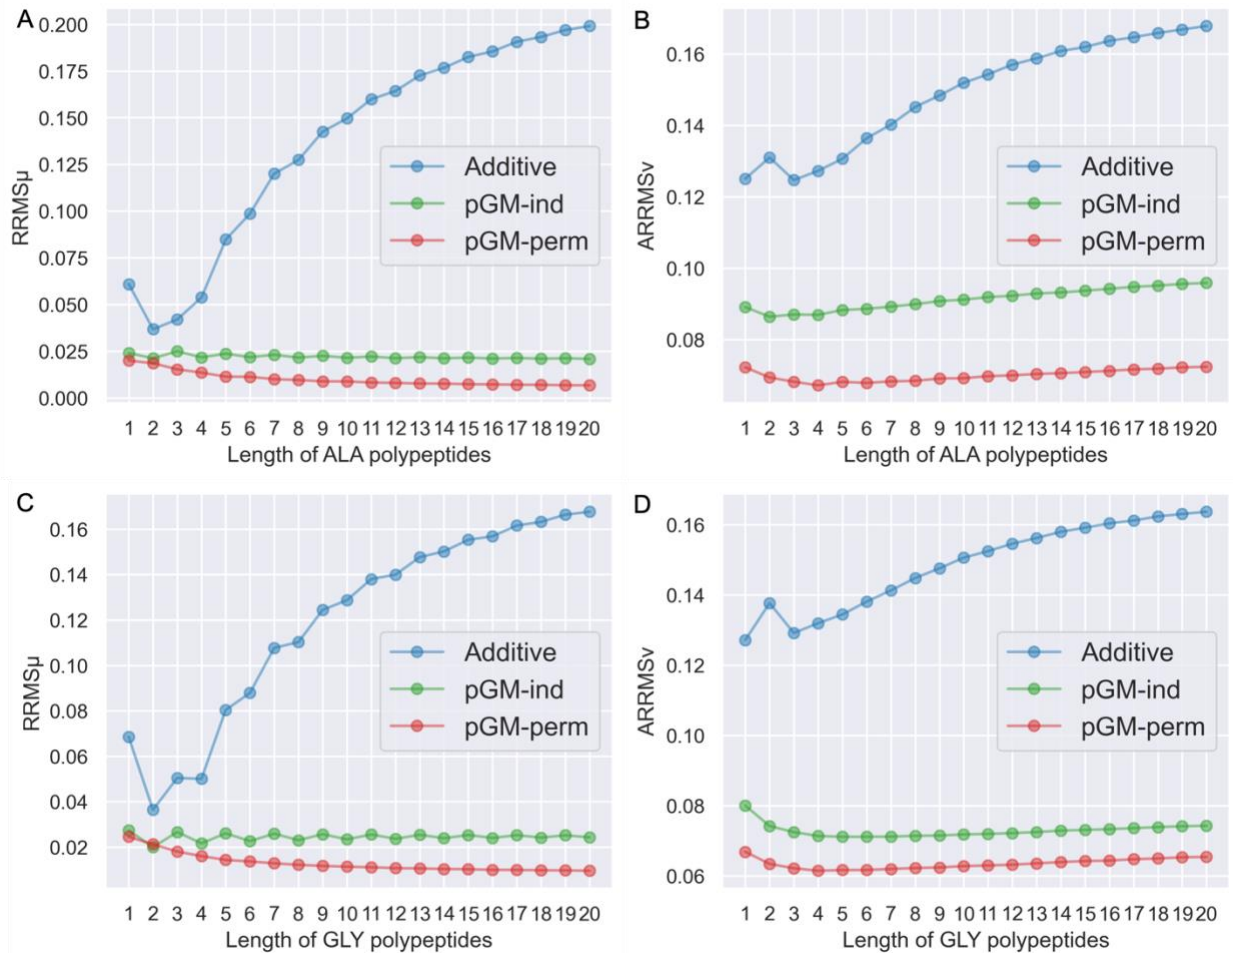 A
RRMSμ
0.200
0.175
0.150
0.125
0.100
0.075
0.050
0.025
0.000
Additive
pGM-ind
pGM-perm
1 2 3 4 5 6 7 8 9 10 11 12 13 14 15 16 17 18 19 20
Length of ALA polypeptides
B
ARRMSv
0.16
0.14
0.12
0.10
0.08
Additive
pGM-ind
pGM-perm
1 2 3 4 5 6 7 8 9 10 11 12 13 14 15 16 17 18 19 20
Length of ALA polypeptides
C
RRMSμ
0.16
0.14
0.12
0.10
0.08
0.06
0.04
0.02
Additive
pGM-ind
pGM-perm
1 2 3 4 5 6 7 8 9 10 11 12 13 14 15 16 17 18 19 20
Length of GLY polypeptides
D
ARRMSv
0.16
0.14
0.12
0.10
0.08
0.06
Additive
pGM-ind
pGM-perm
1 2 3 4 5 6 7 8 9 10 11 12 13 14 15 16 17 18 19 20
Length of GLY polypeptides